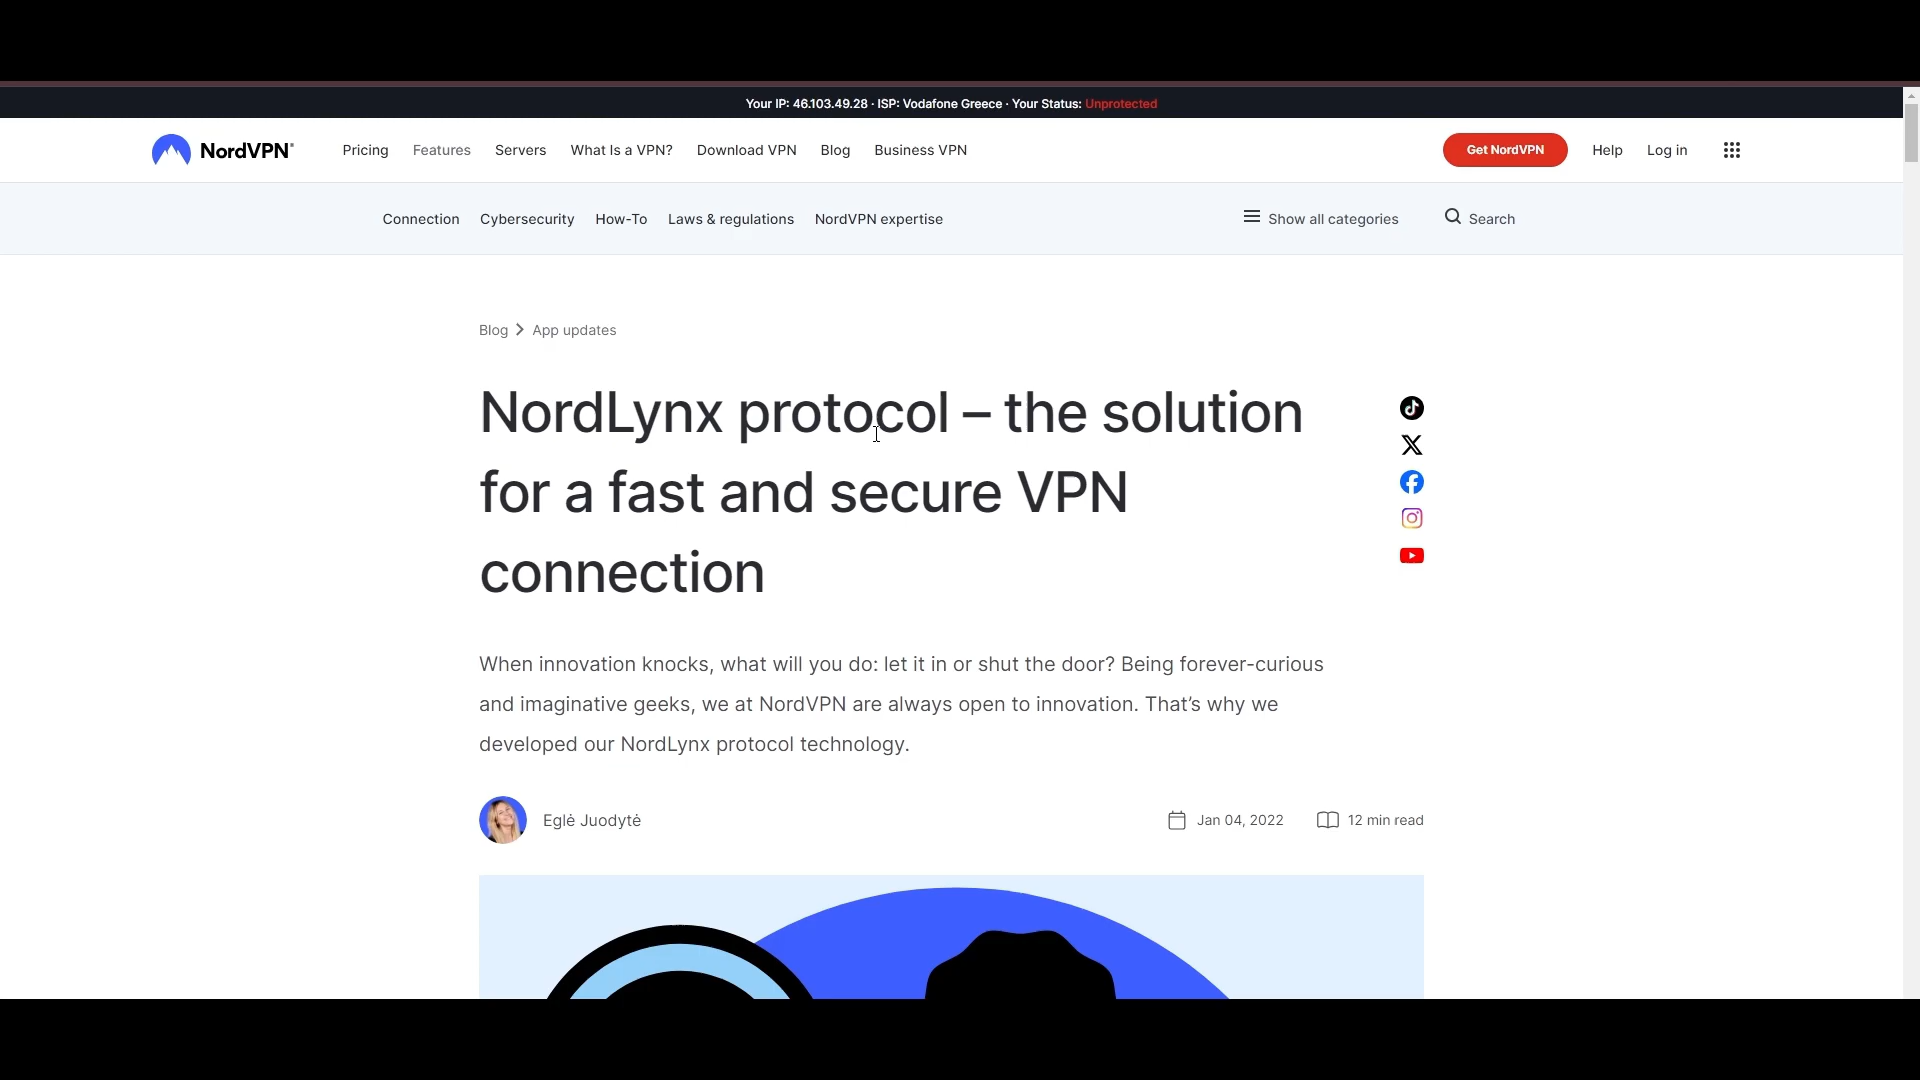 Your IP: 46.103.49.28 · ISP: Vodafone Greece · Your Status: Unprotected
NordVPN®
Pricing
Features
Servers
What Is a VPN?
Download VPN
Blog
Business VPN
Get NordVPN
Help
Log in
Connection
Cybersecurity
How-To
Laws & regulations
NordVPN expertise
Show all categories
Search
Blog
App updates
NordLynx protocol – the solution
for a fast and secure VPN
connection
When innovation knocks, what will you do: let it in or shut the door? Being forever-curious
and imaginative geeks, we at NordVPN are always open to innovation. That’s why we
developed our NordLynx protocol technology.
Eglė Juodytė
Jan 04, 2022
12 min read